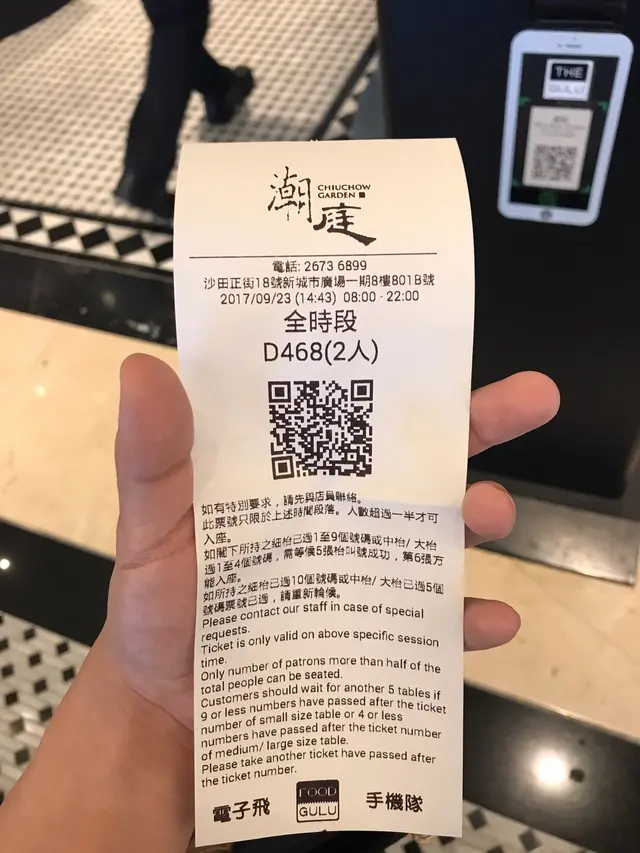 潮庭
CHIUCHOW
GARDEN
電話: 2673 6899
沙田正街18號新城市廣場一期8樓801B號
2017/09/23 (14:43) 08:00 - 22:00
全時段
D468(2人)
如有特別要求，請先與店員聯絡。
此票號只限於上述時間段落。人數超過一半才可
入座。
如閣下所持之細枱已過1至9個號碼或中枱/ 大枱
過1至4個號碼，需等候5張枱叫號成功，第6張方
能入座。
如所持之細枱已過10個號碼或中枱/ 大枱已過5個
號碼票號已過，請重新輪候。
Please contact our staff in case of special
requests.
Ticket is only valid on above specific session
time.
Only number of patrons more than half of the
total people can be seated.
Customers should wait for another 5 tables if
9 or less numbers have passed after the ticket
number of small size table or 4 or less
numbers have passed after the ticket number
of medium/ large size table.
Please take another ticket have passed after
the ticket number.
電子飛
FOOD
GULU
手機隊
THE
GULU